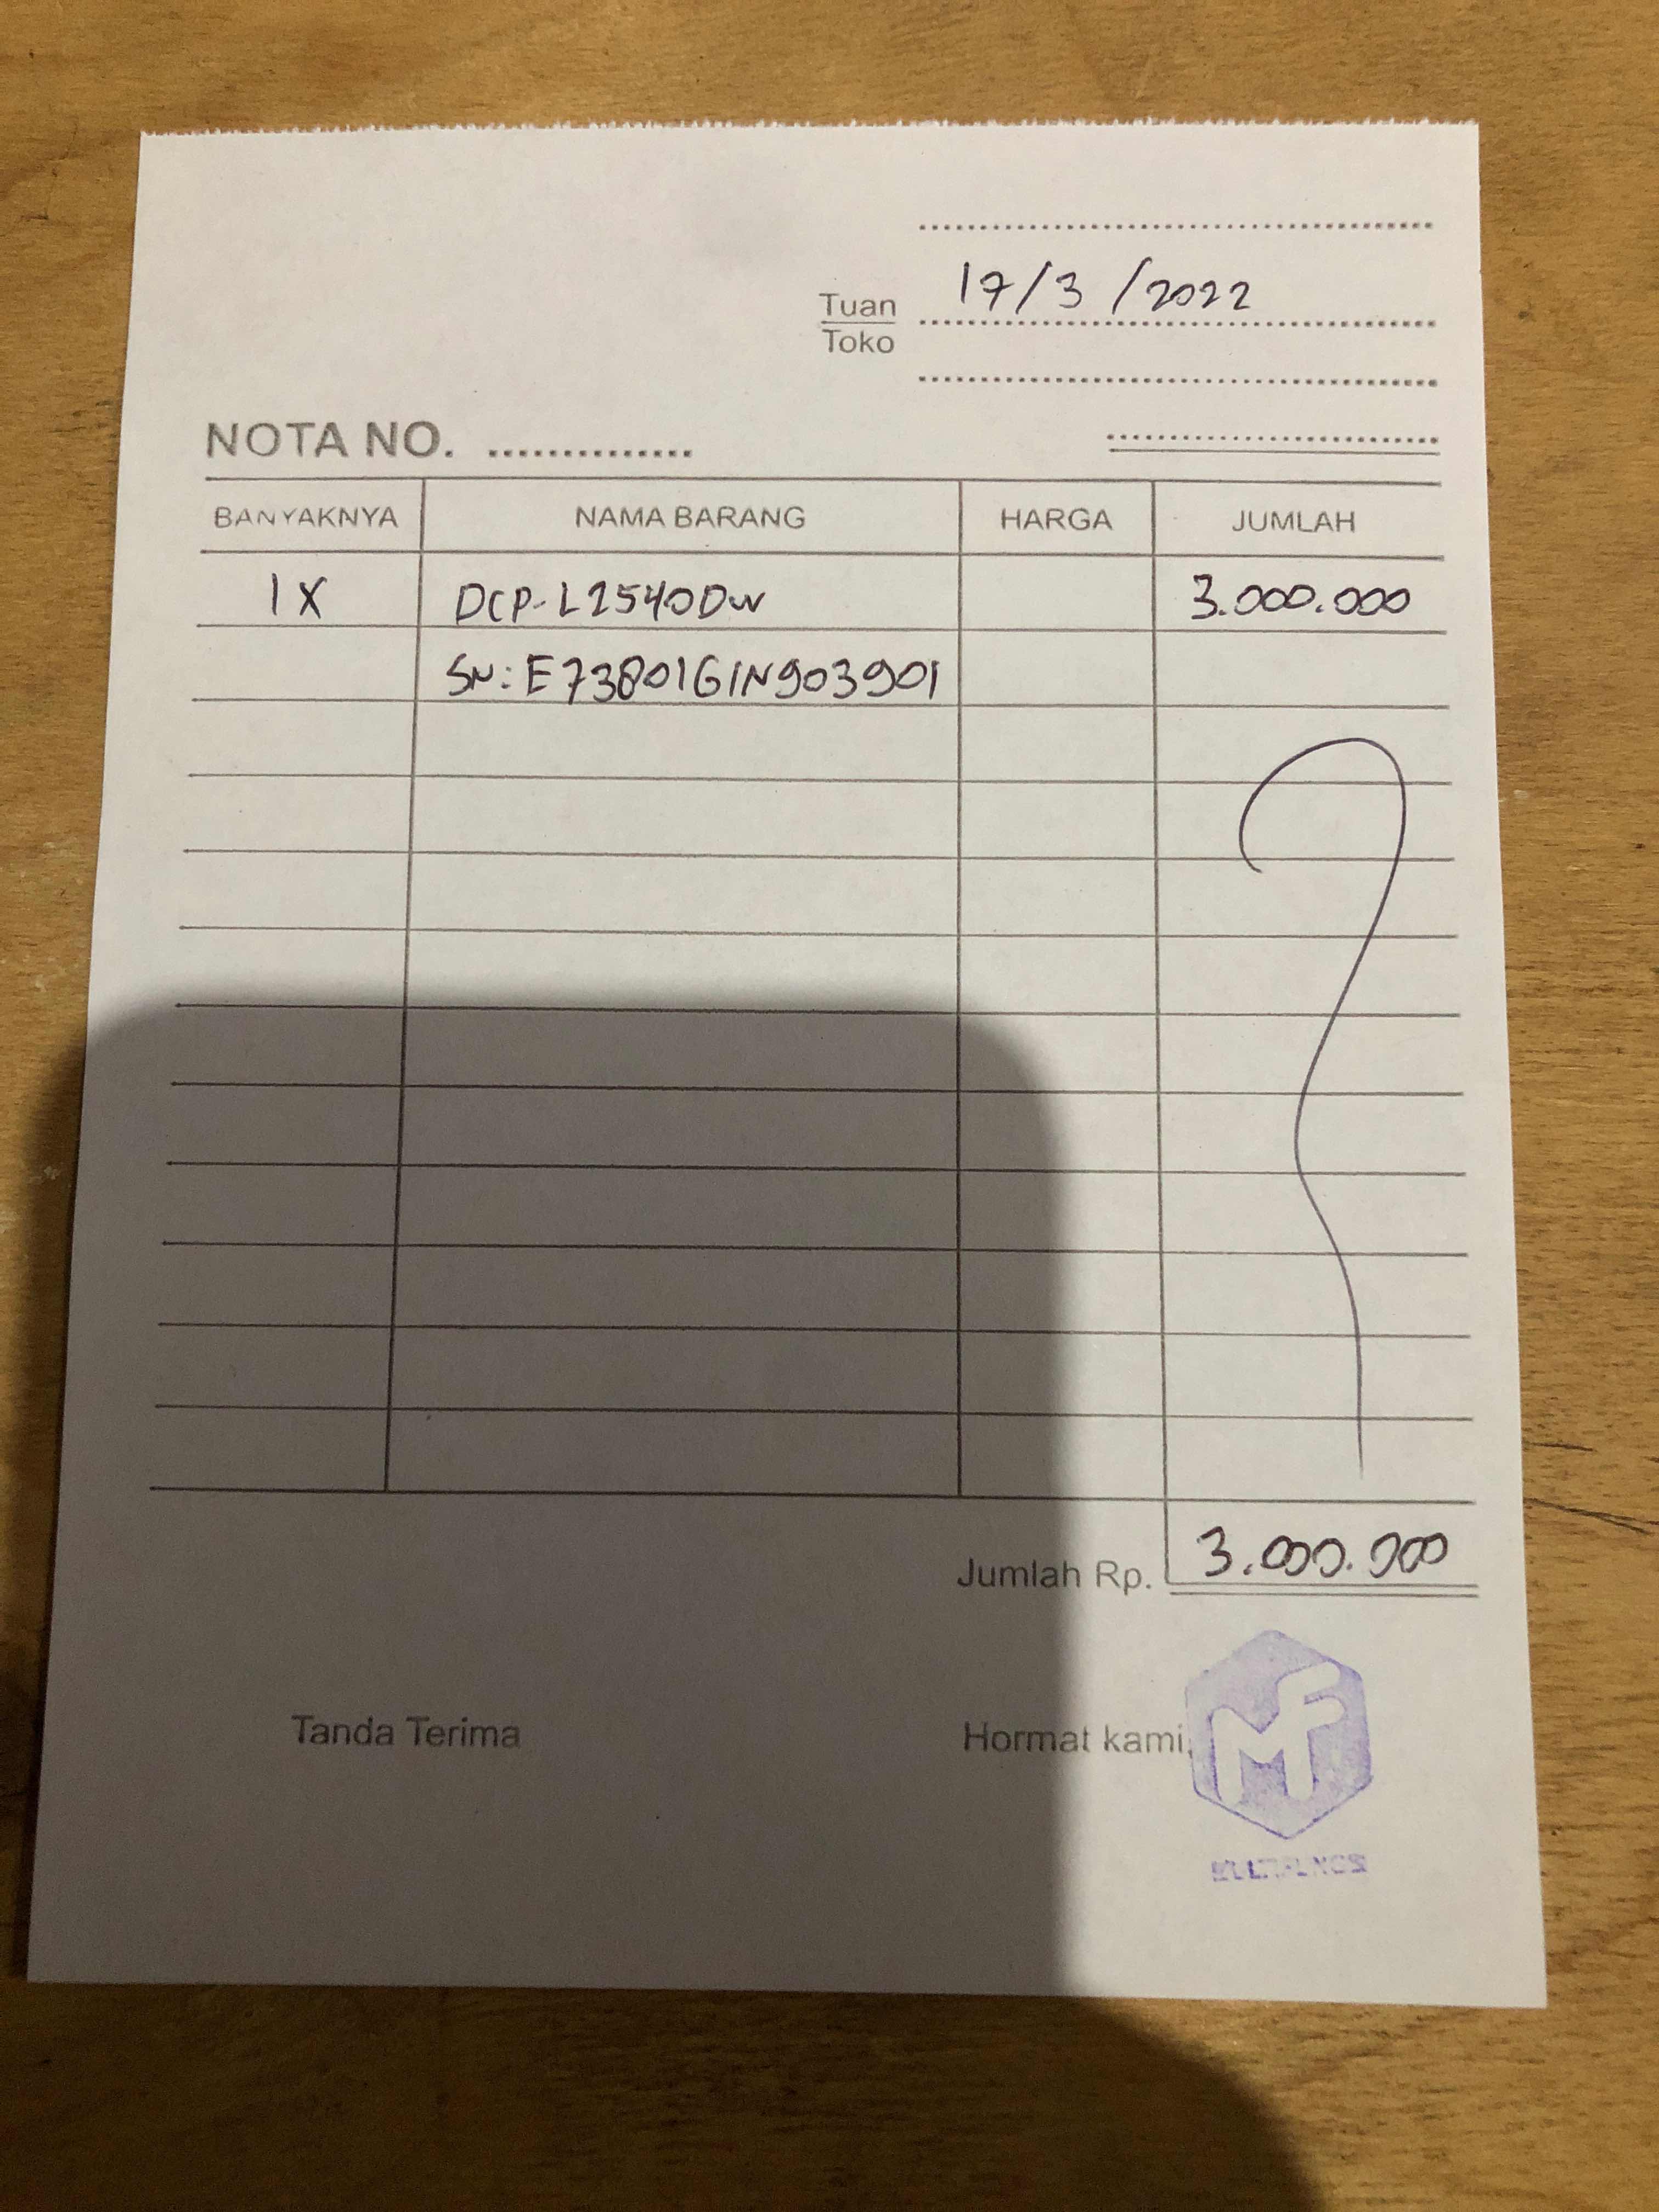 17/3/2022
Tuan
Toko
NOTA NO. ..............
BANYAKNYA NAMA BARANG HARGA JUMLAH
1X DCP-L2540DW 3.000.000
SN: E73801G1N903901
Jumlah Rp. 3.000.000
Tanda Terima Hormat kami,
MF